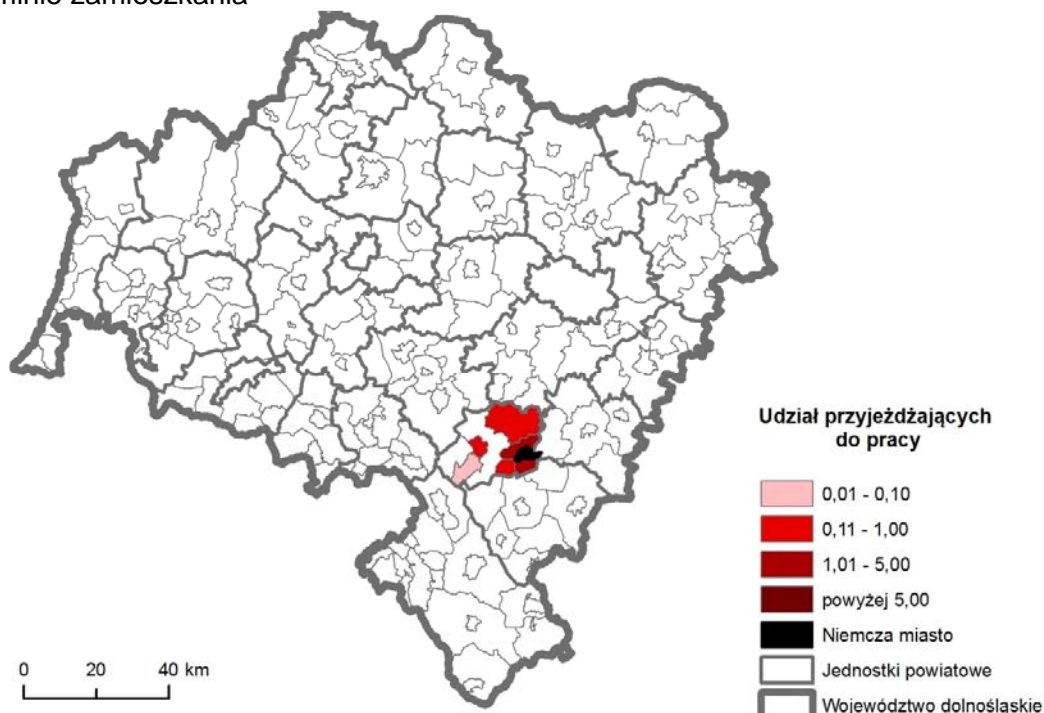 zamieszkania
Udział przyjeżdżających
do pracy
0,01 - 0,10
0,11 - 1,00
1,01 - 5,00
powyżej 5,00
Niemcza miasto
Jednostki powiatowe
Województwo dolnośląskie
0 20 40 km